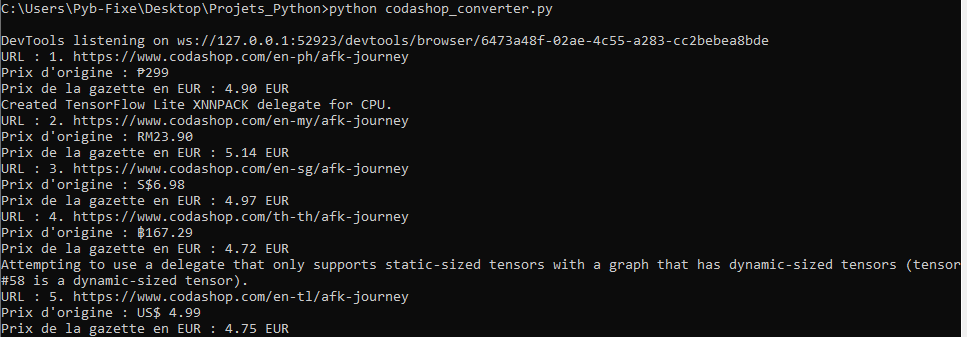 C:\Users\Pyb-Fixe\Desktop\Projets_Python>python codashop_converter.py
DevTools listening on ws://127.0.0.1:52923/devtools/browser/6473a48f-02ae-4c55-a283-cc2bebea8bde
URL : 1. https://www.codashop.com/en-ph/afk-journey
Prix d'origine : ₱299
Prix de la gazette en EUR : 4.90 EUR
Created TensorFlow Lite XNNPACK delegate for CPU.
URL : 2. https://www.codashop.com/en-my/afk-journey
Prix d'origine : RM23.90
Prix de la gazette en EUR : 5.14 EUR
URL : 3. https://www.codashop.com/en-sg/afk-journey
Prix d'origine : S$6.98
Prix de la gazette en EUR : 4.97 EUR
URL : 4. https://www.codashop.com/th-th/afk-journey
Prix d'origine : ฿167.29
Prix de la gazette en EUR : 4.72 EUR
Attempting to use a delegate that only supports static-sized tensors with a graph that has dynamic-sized tensors (tensor
#58 is a dynamic-sized tensor).
URL : 5. https://www.codashop.com/en-tl/afk-journey
Prix d'origine : US$ 4.99
Prix de la gazette en EUR : 4.75 EUR